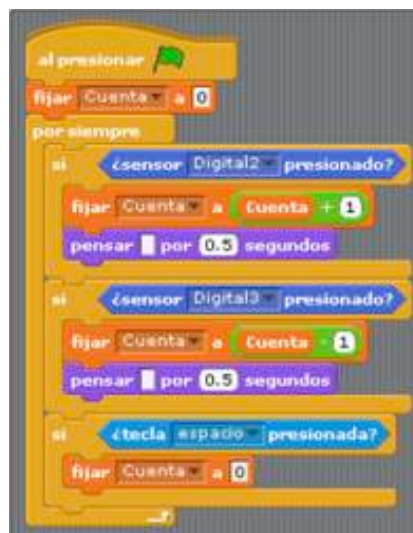 al presionar
fijar Cuenta a 0
por siempre
si ¿sensor Digital2 presionado?
fijar Cuenta a Cuenta + 1
pensar por 0.5 segundos
si ¿sensor Digital3 presionado?
fijar Cuenta a Cuenta - 1
pensar por 0.5 segundos
si ¿tecla espacio presionada?
fijar Cuenta a 0